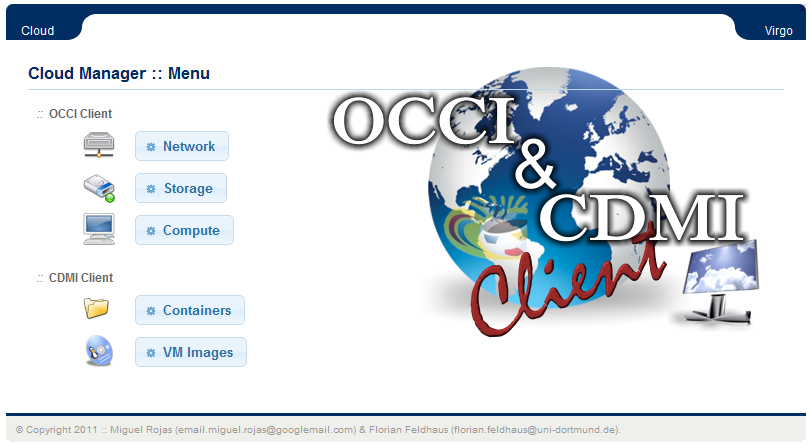 Cloud
Virgo
Cloud Manager :: Menu
:: OCCI Client
Network
Storage
Compute
:: CDMI Client
Containers
VM Images
OCCI
&
CDMI
Client
© Copyright 2011 :: Miguel Rojas (email.miguel.rojas@googlemail.com) & Florian Feldhaus (florian.feldhaus@uni-dortmund.de).